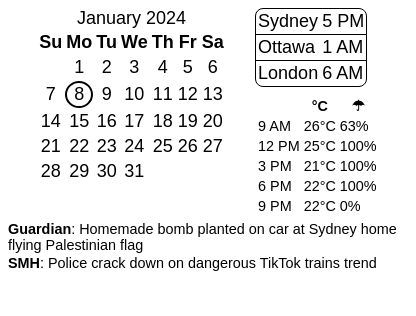 January 2024
Su Mo Tu We Th Fr Sa
1 2 3 4 5 6
7 8 9 10 11 12 13
14 15 16 17 18 19 20
21 22 23 24 25 26 27
28 29 30 31
Sydney 5 PM
Ottawa 1 AM
London 6 AM
°C ☂
9 AM 26°C 63%
12 PM 25°C 100%
3 PM 21°C 100%
6 PM 22°C 100%
9 PM 22°C 0%
Guardian: Homemade bomb planted on car at Sydney home
flying Palestinian flag
SMH: Police crack down on dangerous TikTok trains trend